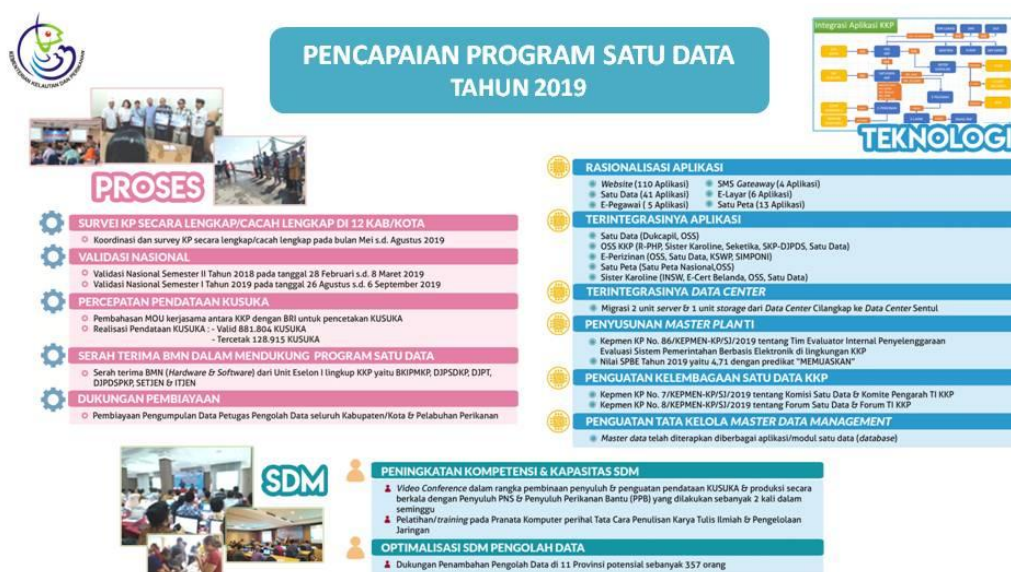 KEMENTERIAN KELAUTAN DAN PERIKANAN
PENCAPAIAN PROGRAM SATU DATA
TAHUN 2019
Integrasi Aplikasi KKP
TEKNOLOGI
PROSES
SURVEI KP SECARA LENGKAP/CACAH LENGKAP DI 12 KAB/KOTA
Koordinasi dan survey KP secara lengkap/cacah lengkap pada bulan Mei s.d. Agustus 2019
VALIDASI NASIONAL
Validasi Nasional Semester II Tahun 2018 pada tanggal 28 Februari s.d. 8 Maret 2019
Validasi Nasional Semester I Tahun 2019 pada tanggal 26 Agustus s.d. 6 September 2019
PERCEPATAN PENDATAAN KUSUKA
Pembahasan MOU kerjasama antara KKP dengan BRI untuk pencetakan KUSUKA
Realisasi Pendataan KUSUKA : - Valid 881.804 KUSUKA
- Tercetak 128.915 KUSUKA
SERAH TERIMA BMN DALAM MENDUKUNG PROGRAM SATU DATA
Serah terima BMN (Hardware & Software) dari Unit Eselon I lingkup KKP yaitu BKIPMKP, DJPSDKP, DJPT,
DJPDSPKP, SETJEN & ITJEN
DUKUNGAN PEMBIAYAAN
Pembiayaan Pengumpulan Data Petugas Pengolah Data seluruh Kabupaten/Kota & Pelabuhan Perikanan
RASIONALISASI APLIKASI
Website (110 Aplikasi)
Satu Data (41 Aplikasi)
E-Pegawai ( 5 Aplikasi)
SMS Gateaway (4 Aplikasi)
E-Layar (6 Aplikasi)
Satu Peta (13 Aplikasi)
TERINTEGRASINYA APLIKASI
Satu Data (Dukcapil, OSS)
OSS KKP (R-PHP, Sister Karoline, Seketika, SKP-DJPDS, Satu Data)
E-Perizinan (OSS, Satu Data, KSWP, SIMPONI)
Satu Peta (Satu Peta Nasional,OSS)
Sister Karoline (INSW, E-Cert Belanda, OSS, Satu Data)
TERINTEGRASINYA DATA CENTER
Migrasi 2 unit server & 1 unit storage dari Data Center Cilangkap ke Data Center Sentul
PENYUSUNAN MASTER PLANTI
Kepmen KP No. 86/KEPMEN-KP/SJ/2019 tentang Tim Evaluator Internal Penyelenggaraan
Evaluasi Sistem Pemerintahan Berbasis Elektronik di lingkungan KKP
Nilai SPBE Tahun 2019 yaitu 4,71 dengan predikat "MEMUASKAN"
PENGUATAN KELEMBAGAAN SATU DATA KKP
Kepmen KP No. 7/KEPMEN-KP/SJ/2019 tentang Komisi Satu Data & Komite Pengarah TI KKP
Kepmen KP No. 8/KEPMEN-KP/SJ/2019 tentang Forum Satu Data & Forum TI KKP
PENGUATAN TATA KELOLA MASTER DATA MANAGEMENT
Master data telah diterapkan diberbagai aplikasi/modul satu data (database)
SDM
PENINGKATAN KOMPETENSI & KAPASITAS SDM
Video Conference dalam rangka pembinaan penyuluh & penguatan pendataan KUSUKA & produksi secara
berkala dengan Penyuluh PNS & Penyuluh Perikanan Bantu (PPB) yang dilakukan sebanyak 2 kali dalam
seminggu
Pelatihan/training pada Pranata Komputer perihal Tata Cara Penulisan Karya Tulis Ilmiah & Pengelolaan
Jaringan
OPTIMALISASI SDM PENGOLAH DATA
Dukungan Penambahan Pengolah Data di 11 Provinsi potensial sebanyak 357 orang